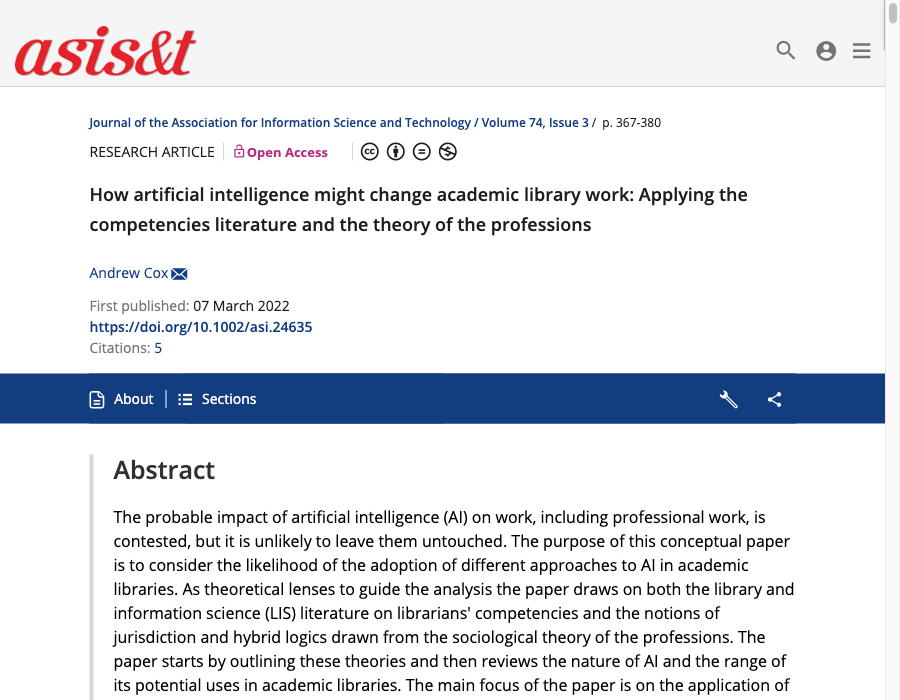 asis&t
Journal of the Association for Information Science and Technology / Volume 74, Issue 3 / p. 367-380
RESEARCH ARTICLE Open Access
How artificial intelligence might change academic library work: Applying the
competencies literature and the theory of the professions
Andrew Cox
First published: 07 March 2022
https://doi.org/10.1002/asi.24635
Citations: 5
About Sections
Abstract
The probable impact of artificial intelligence (AI) on work, including professional work, is
contested, but it is unlikely to leave them untouched. The purpose of this conceptual paper
is to consider the likelihood of the adoption of different approaches to AI in academic
libraries. As theoretical lenses to guide the analysis the paper draws on both the library and
information science (LIS) literature on librarians' competencies and the notions of
jurisdiction and hybrid logics drawn from the sociological theory of the professions. The
paper starts by outlining these theories and then reviews the nature of AI and the range of
its potential uses in academic libraries. The main focus of the paper is on the application of